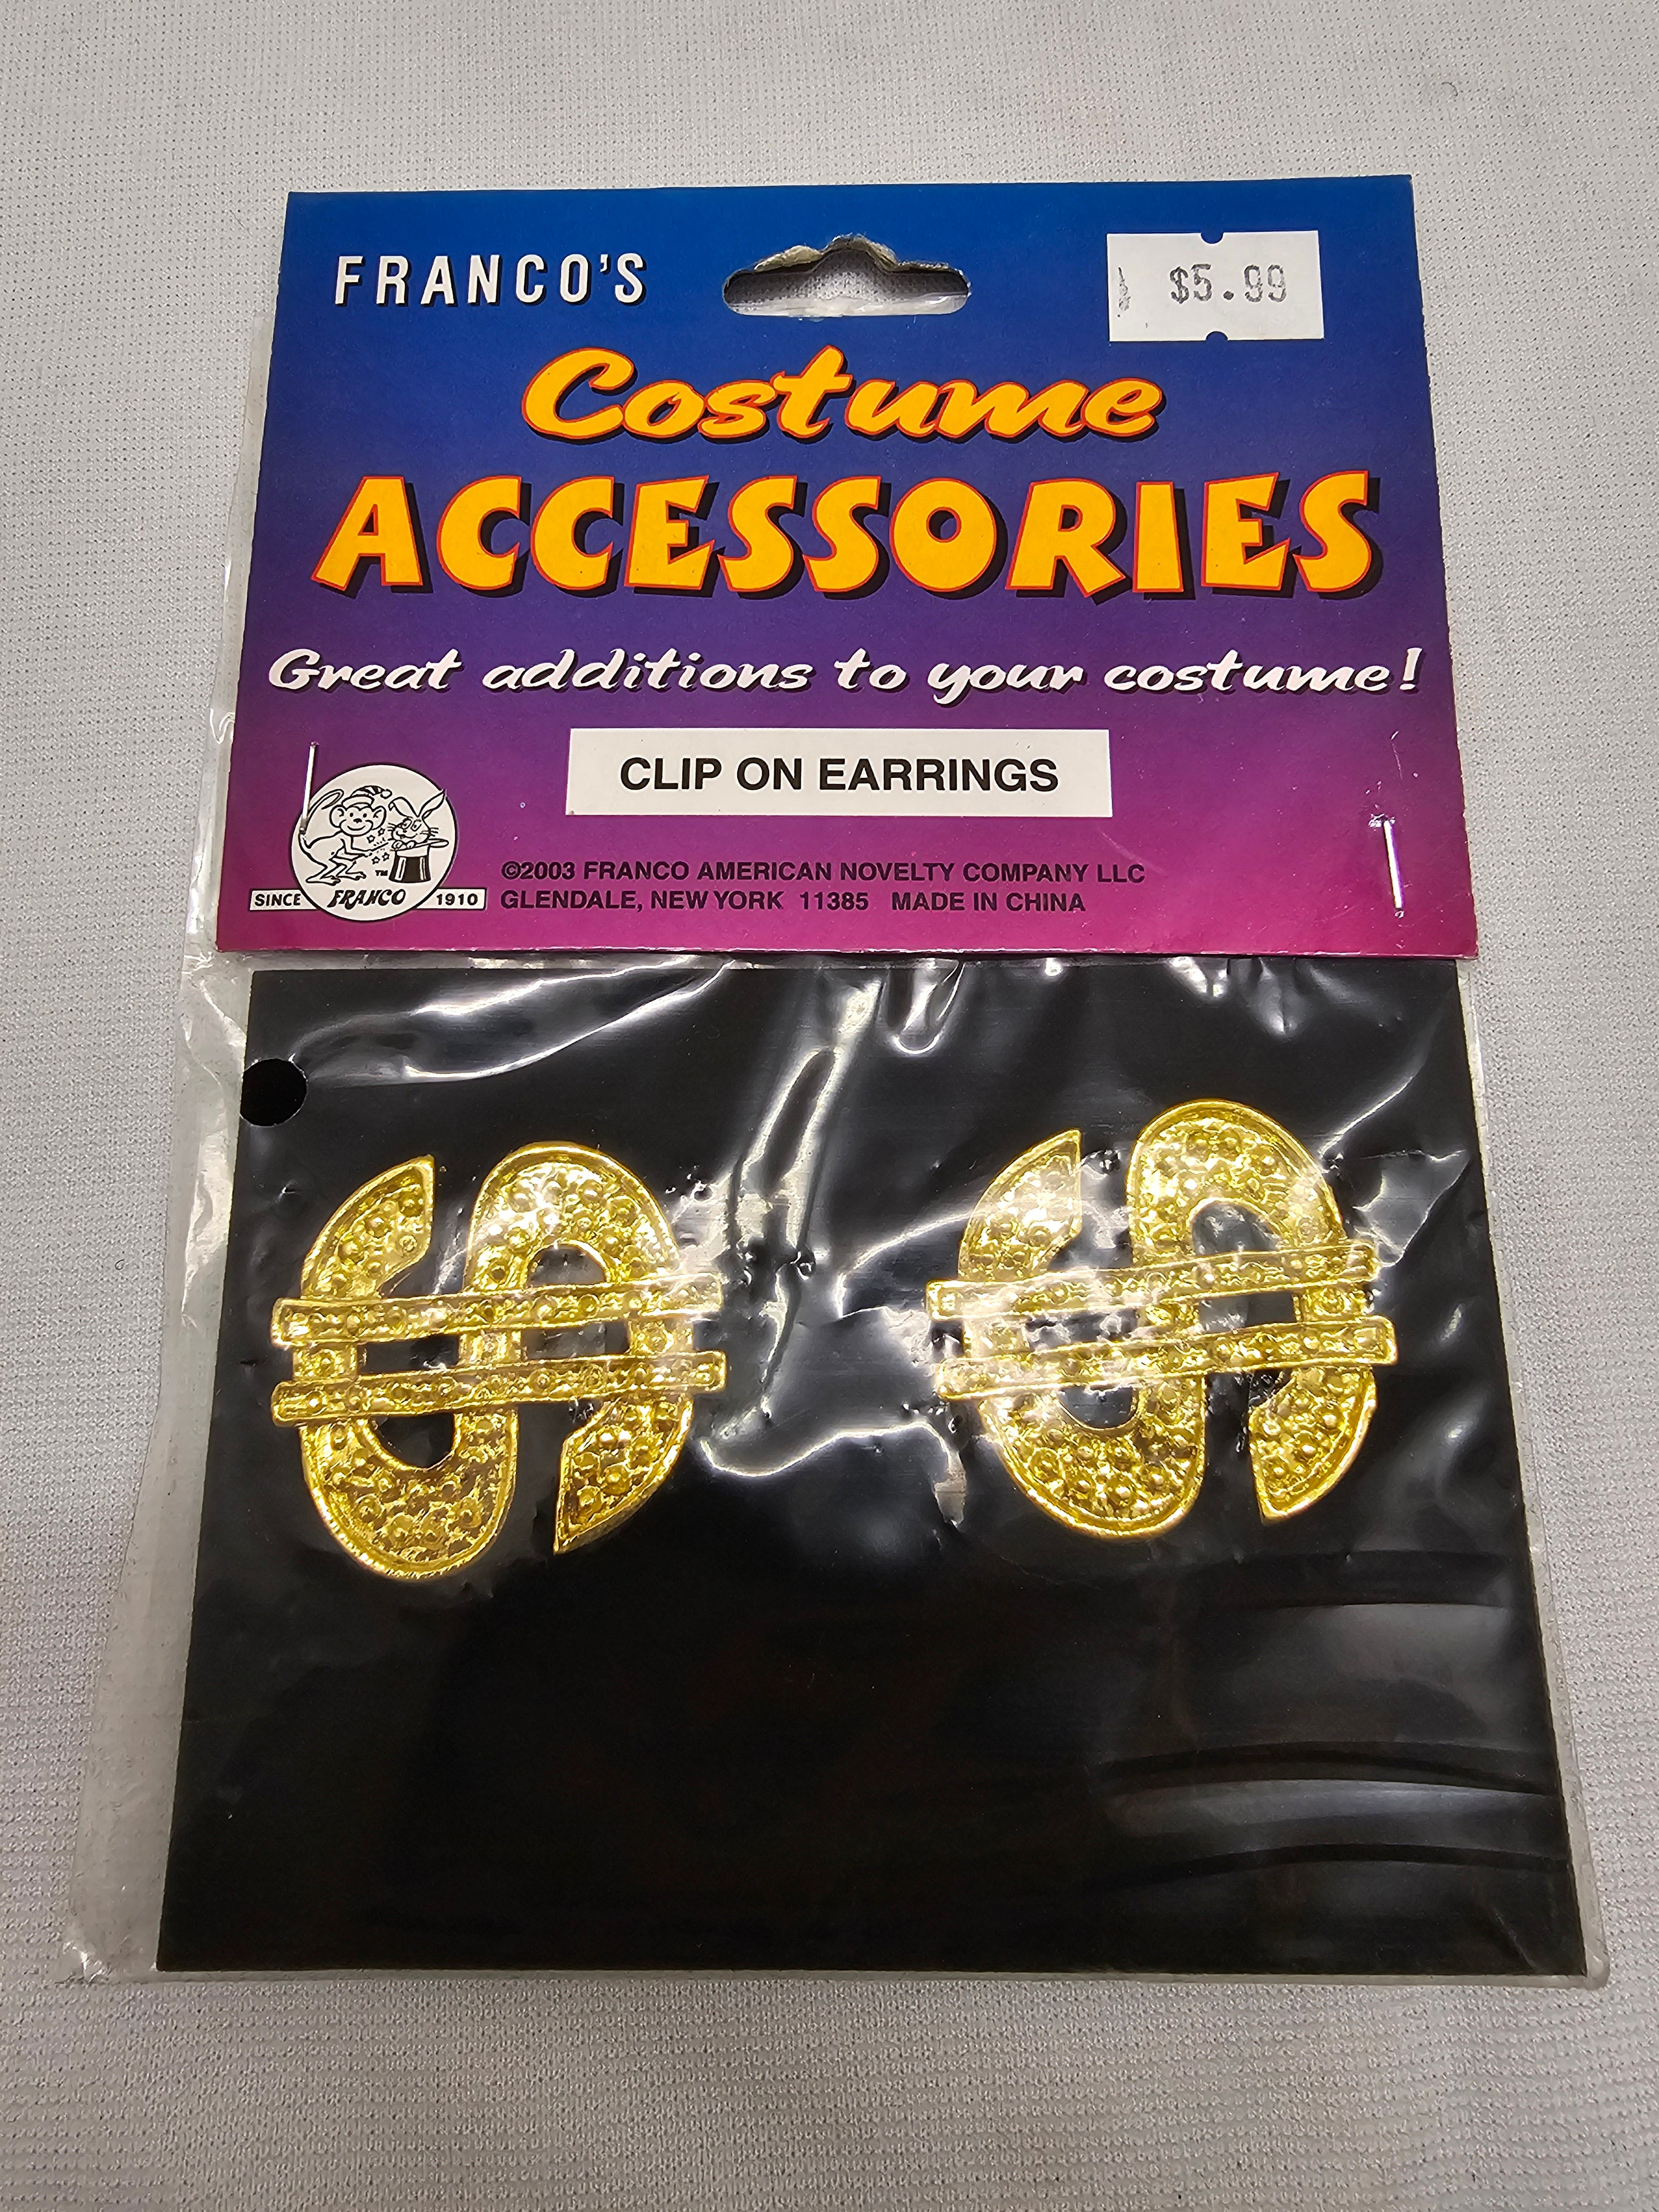 FRANCO'S
$5.99
Costume
ACCESSORIES
Great additions to your costume!
CLIP ON EARRINGS
TM
SINCE FRANCO 1910
©2003 FRANCO AMERICAN NOVELTY COMPANY LLC
GLENDALE, NEW YORK 11385 MADE IN CHINA